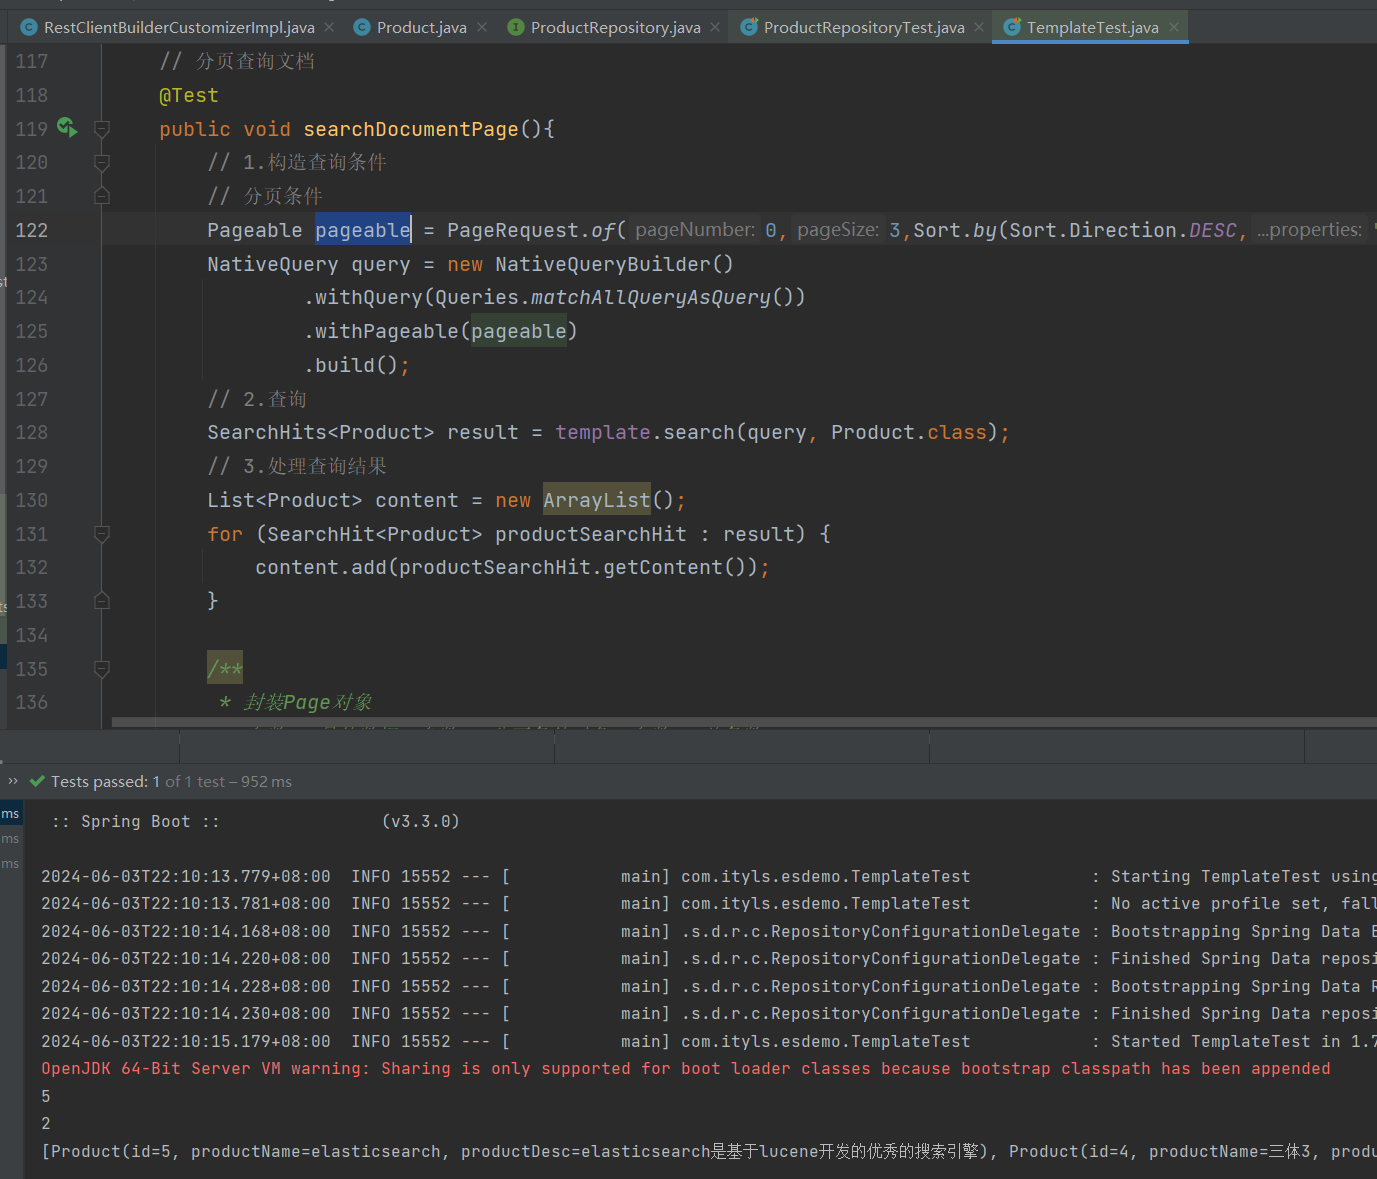 RestClientBuilderCustomizerImpl.java Product.java ProductRepository.java ProductRepositoryTest.java TemplateTest.java
117 // 分页查询文档
118 @Test
119 public void searchDocumentPage(){
120 // 1.构造查询条件
121 // 分页条件
122 Pageable pageable = PageRequest.of( pageNumber: 0, pageSize: 3,Sort.by(Sort.Direction.DESC, ...properties: "
123 NativeQuery query = new NativeQueryBuilder()
124 .withQuery(Queries.matchAllQueryAsQuery())
125 .withPageable(pageable)
126 .build();
127 // 2.查询
128 SearchHits<Product> result = template.search(query, Product.class);
129 // 3.处理查询结果
130 List<Product> content = new ArrayList();
131 for (SearchHit<Product> productSearchHit : result) {
132 content.add(productSearchHit.getContent());
133 }
134
135 /**
136 * 封装Page对象
Tests passed: 1 of 1 test – 952 ms
ms
ms
ms
:: Spring Boot :: (v3.3.0)
2024-06-03T22:10:13.779+08:00 INFO 15552 --- [ main] com.ityls.esdemo.TemplateTest : Starting TemplateTest using
2024-06-03T22:10:13.781+08:00 INFO 15552 --- [ main] com.ityls.esdemo.TemplateTest : No active profile set, fall
2024-06-03T22:10:14.168+08:00 INFO 15552 --- [ main] .s.d.r.c.RepositoryConfigurationDelegate : Bootstrapping Spring Data E
2024-06-03T22:10:14.220+08:00 INFO 15552 --- [ main] .s.d.r.c.RepositoryConfigurationDelegate : Finished Spring Data reposi
2024-06-03T22:10:14.228+08:00 INFO 15552 --- [ main] .s.d.r.c.RepositoryConfigurationDelegate : Bootstrapping Spring Data R
2024-06-03T22:10:14.230+08:00 INFO 15552 --- [ main] .s.d.r.c.RepositoryConfigurationDelegate : Finished Spring Data reposi
2024-06-03T22:10:15.179+08:00 INFO 15552 --- [ main] com.ityls.esdemo.TemplateTest : Started TemplateTest in 1.7
OpenJDK 64-Bit Server VM warning: Sharing is only supported for boot loader classes because bootstrap classpath has been appended
5
2
[Product(id=5, productName=elasticsearch, productDesc=elasticsearch是基于lucene开发的优秀的搜索引擎), Product(id=4, productName=三体3, produ